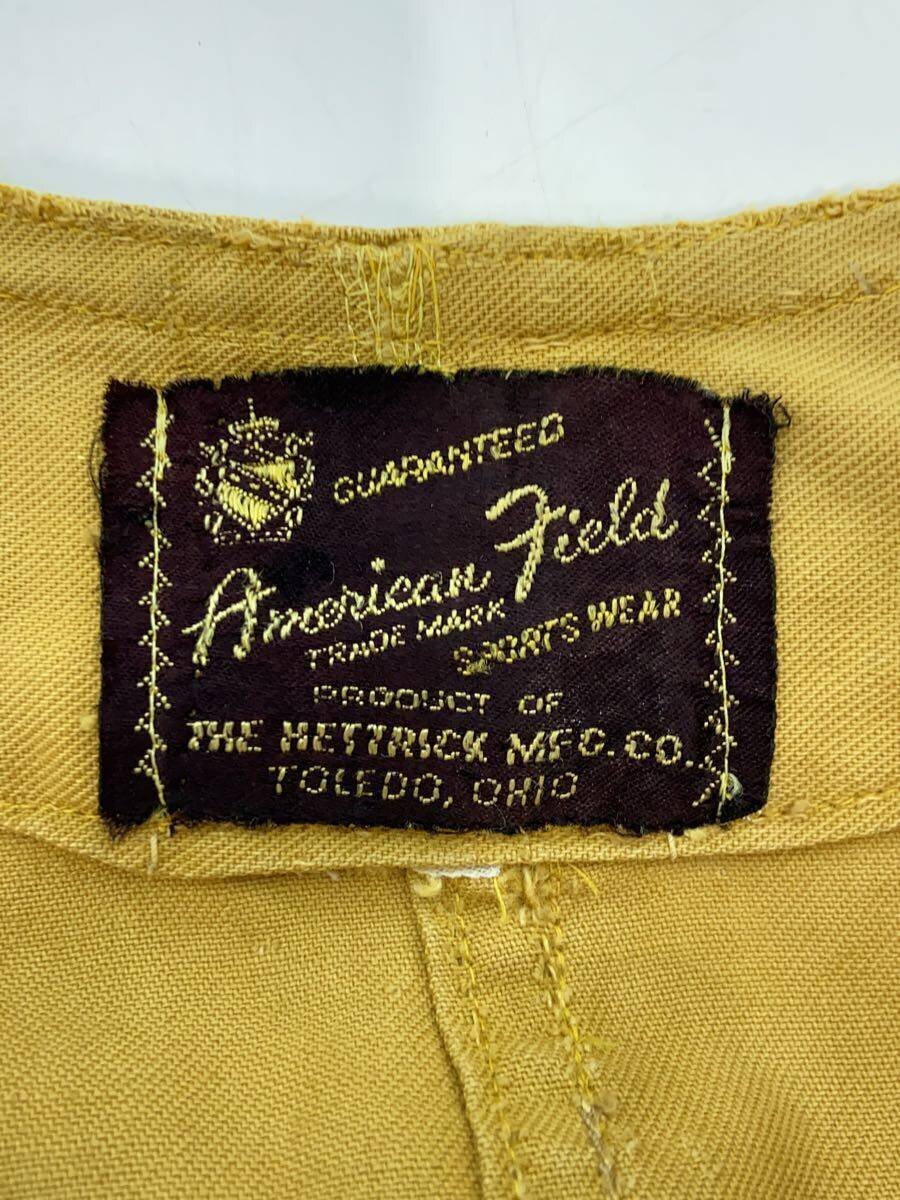 GUARANTEED
American Field
TRADE MARK
SPORTS WEAR
PRODUCT OF
THE HETTRICK MFG. CO.,
TOLEDO, OHIO